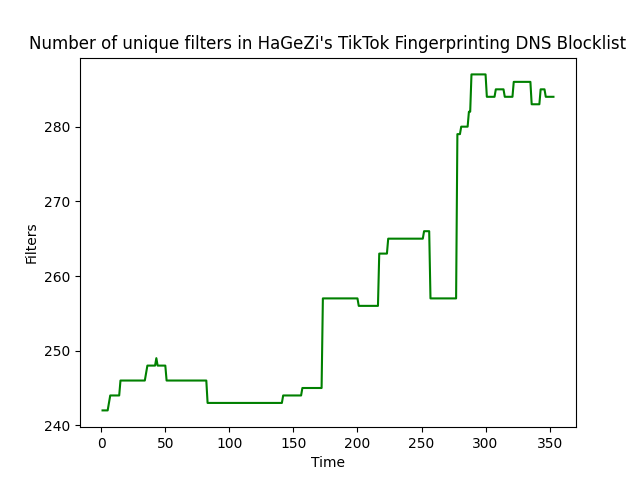 Number of unique filters in HaGeZi's TikTok Fingerprinting DNS Blocklist
280
270
260
250
240
Filters
0 50 100 150 200 250 300 350
Time